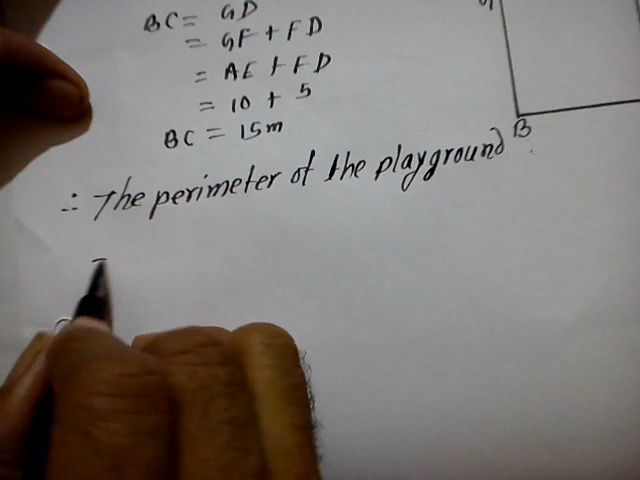 BC = GD
= GF + FD
= AE + FD
= 10 + 5
BC = 15m
B
∴ The perimeter of the playground